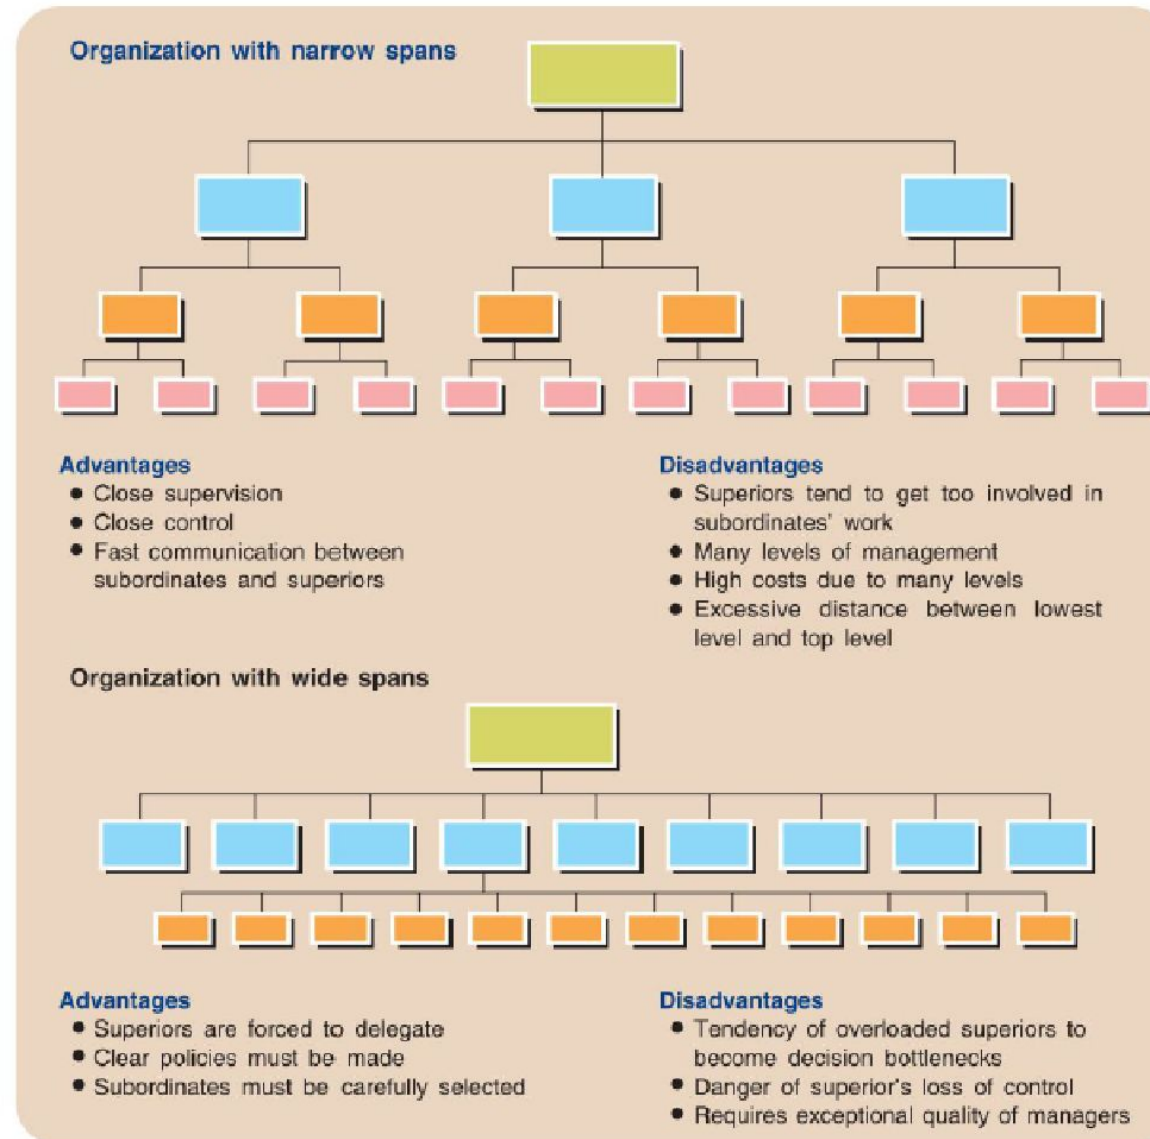 Organization with narrow spans
Advantages
● Close supervision
● Close control
● Fast communication between
subordinates and superiors
Disadvantages
● Superiors tend to get too involved in
subordinates' work
● Many levels of management
● High costs due to many levels
● Excessive distance between lowest
level and top level
Organization with wide spans
Advantages
● Superiors are forced to delegate
● Clear policies must be made
● Subordinates must be carefully selected
Disadvantages
● Tendency of overloaded superiors to
become decision bottlenecks
● Danger of superior's loss of control
● Requires exceptional quality of managers